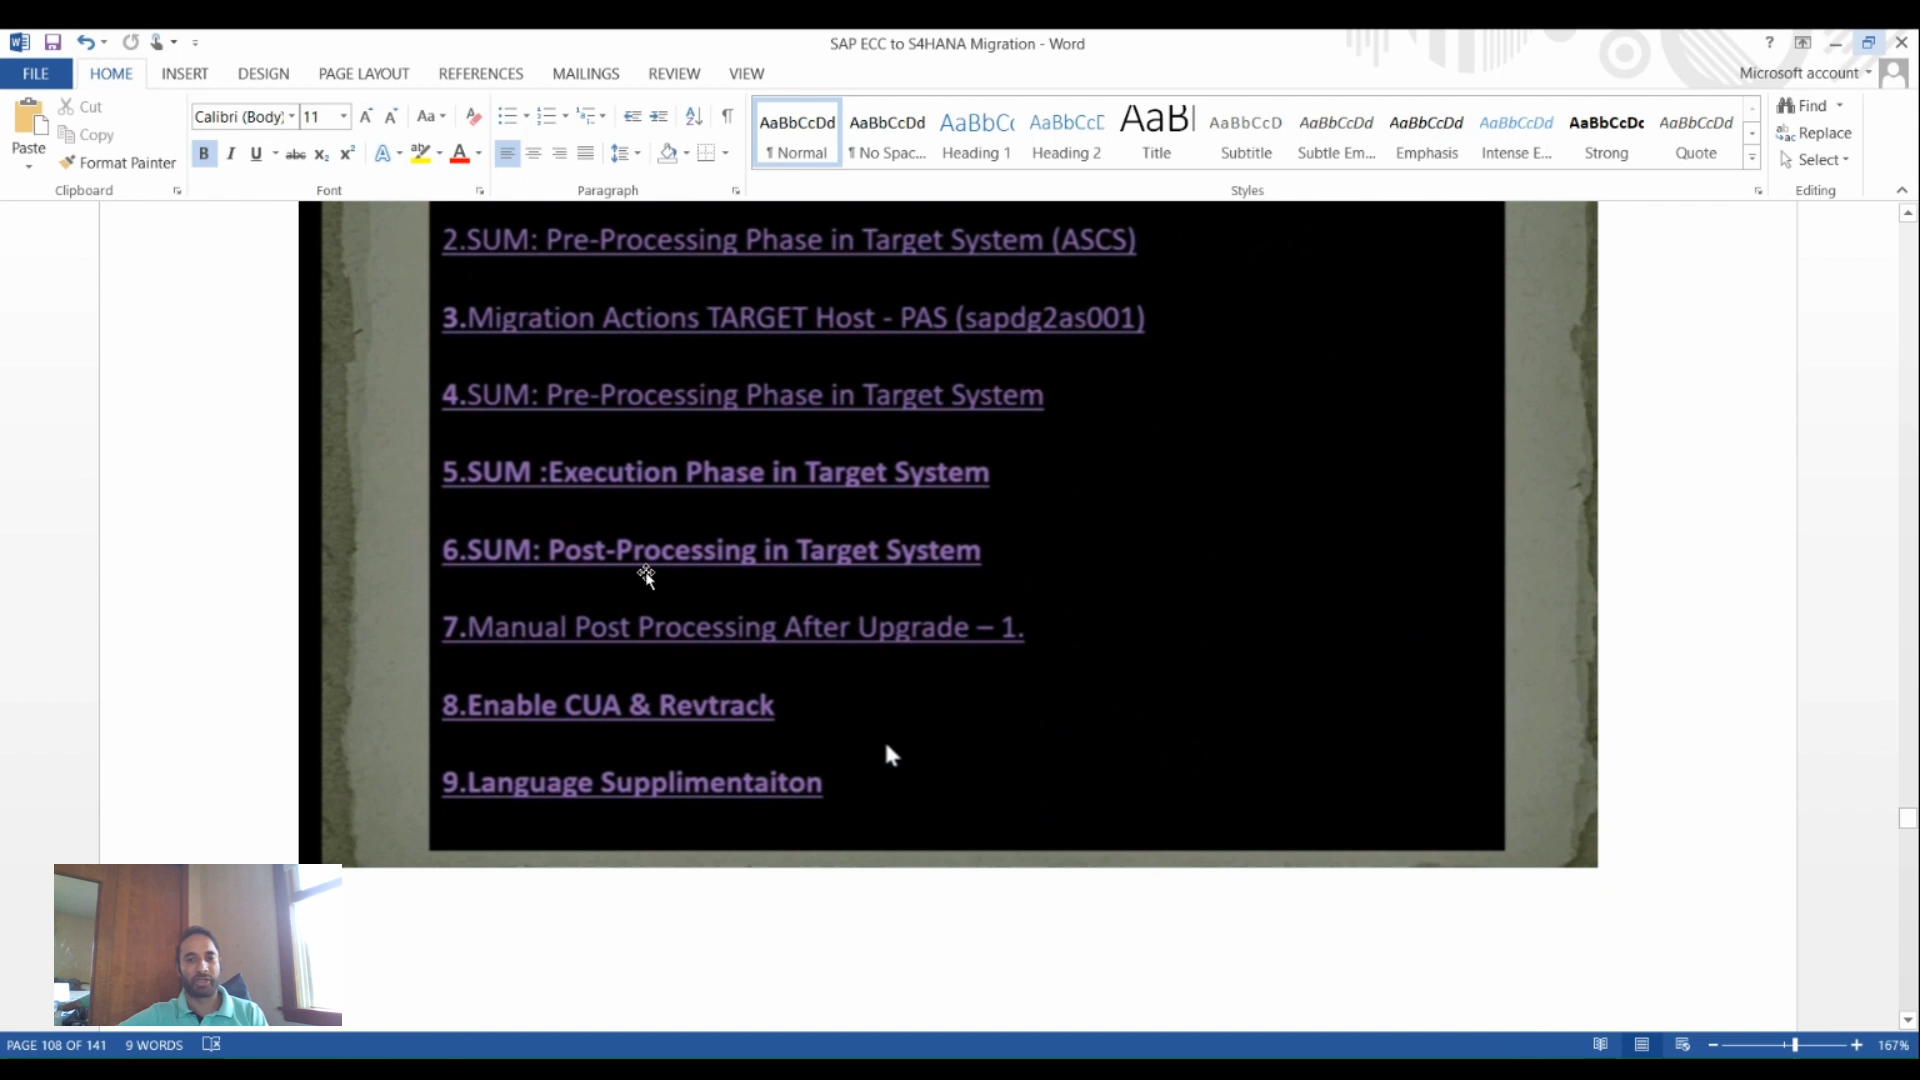 SAP ECC to S4HANA Migration - Word
?
Microsoft account
FILE HOME INSERT DESIGN PAGE LAYOUT REFERENCES MAILINGS REVIEW VIEW
Paste
Cut
Copy
Format Painter
Clipboard
Calibri (Body) 11
Font
Paragraph
AaBbCcDd AaBbCcDd AaBbCc AaBbCcD AaB AaBbCcD AaBbCcDd AaBbCcDd AaBbCcDd AaBbCcDc AaBbCcDd
¶ Normal ¶ No Spac... Heading 1 Heading 2 Title Subtitle Subtle Em... Emphasis Intense E... Strong Quote
Styles
Find
Replace
Select
Editing
2.SUM: Pre-Processing Phase in Target System (ASCS)
3.Migration Actions TARGET Host - PAS (sapdg2as001)
4.SUM: Pre-Processing Phase in Target System
5.SUM :Execution Phase in Target System
6.SUM: Post-Processing in Target System
7.Manual Post Processing After Upgrade – 1.
8.Enable CUA & Revtrack
9.Language Supplimentaiton
PAGE 108 OF 141 9 WORDS
167%